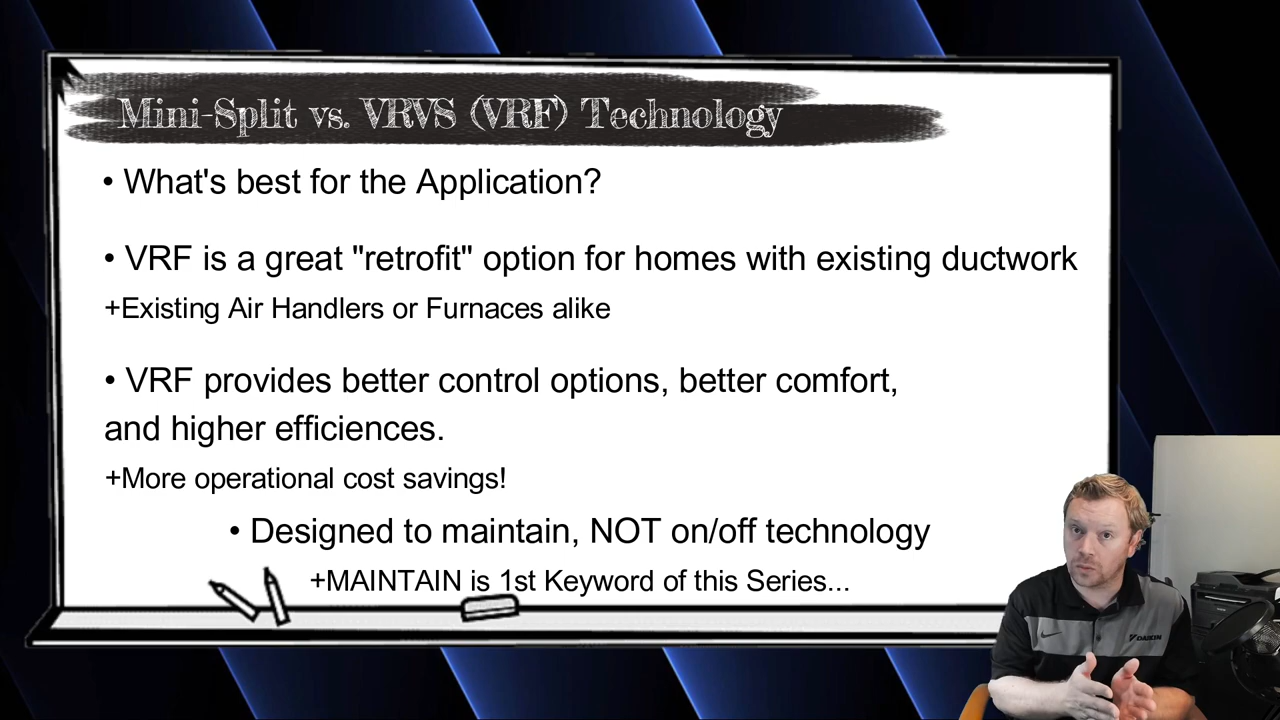 Mini-Split vs. VRVS (VRF) Technology
• What's best for the Application?
• VRF is a great "retrofit" option for homes with existing ductwork
+Existing Air Handlers or Furnaces alike
• VRF provides better control options, better comfort,
and higher efficiences.
+More operational cost savings!
• Designed to maintain, NOT on/off technology
+MAINTAIN is 1st Keyword of this Series...
DAIKIN